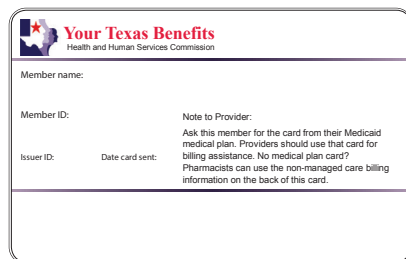 Your Texas Benefits
Health and Human Services Commission
Member name:
Member ID:
Note to Provider:
Ask this member for the card from their Medicaid
medical plan. Providers should use that card for
billing assistance. No medical plan card?
Pharmacists can use the non-managed care billing
information on the back of this card.
Issuer ID:
Date card sent: